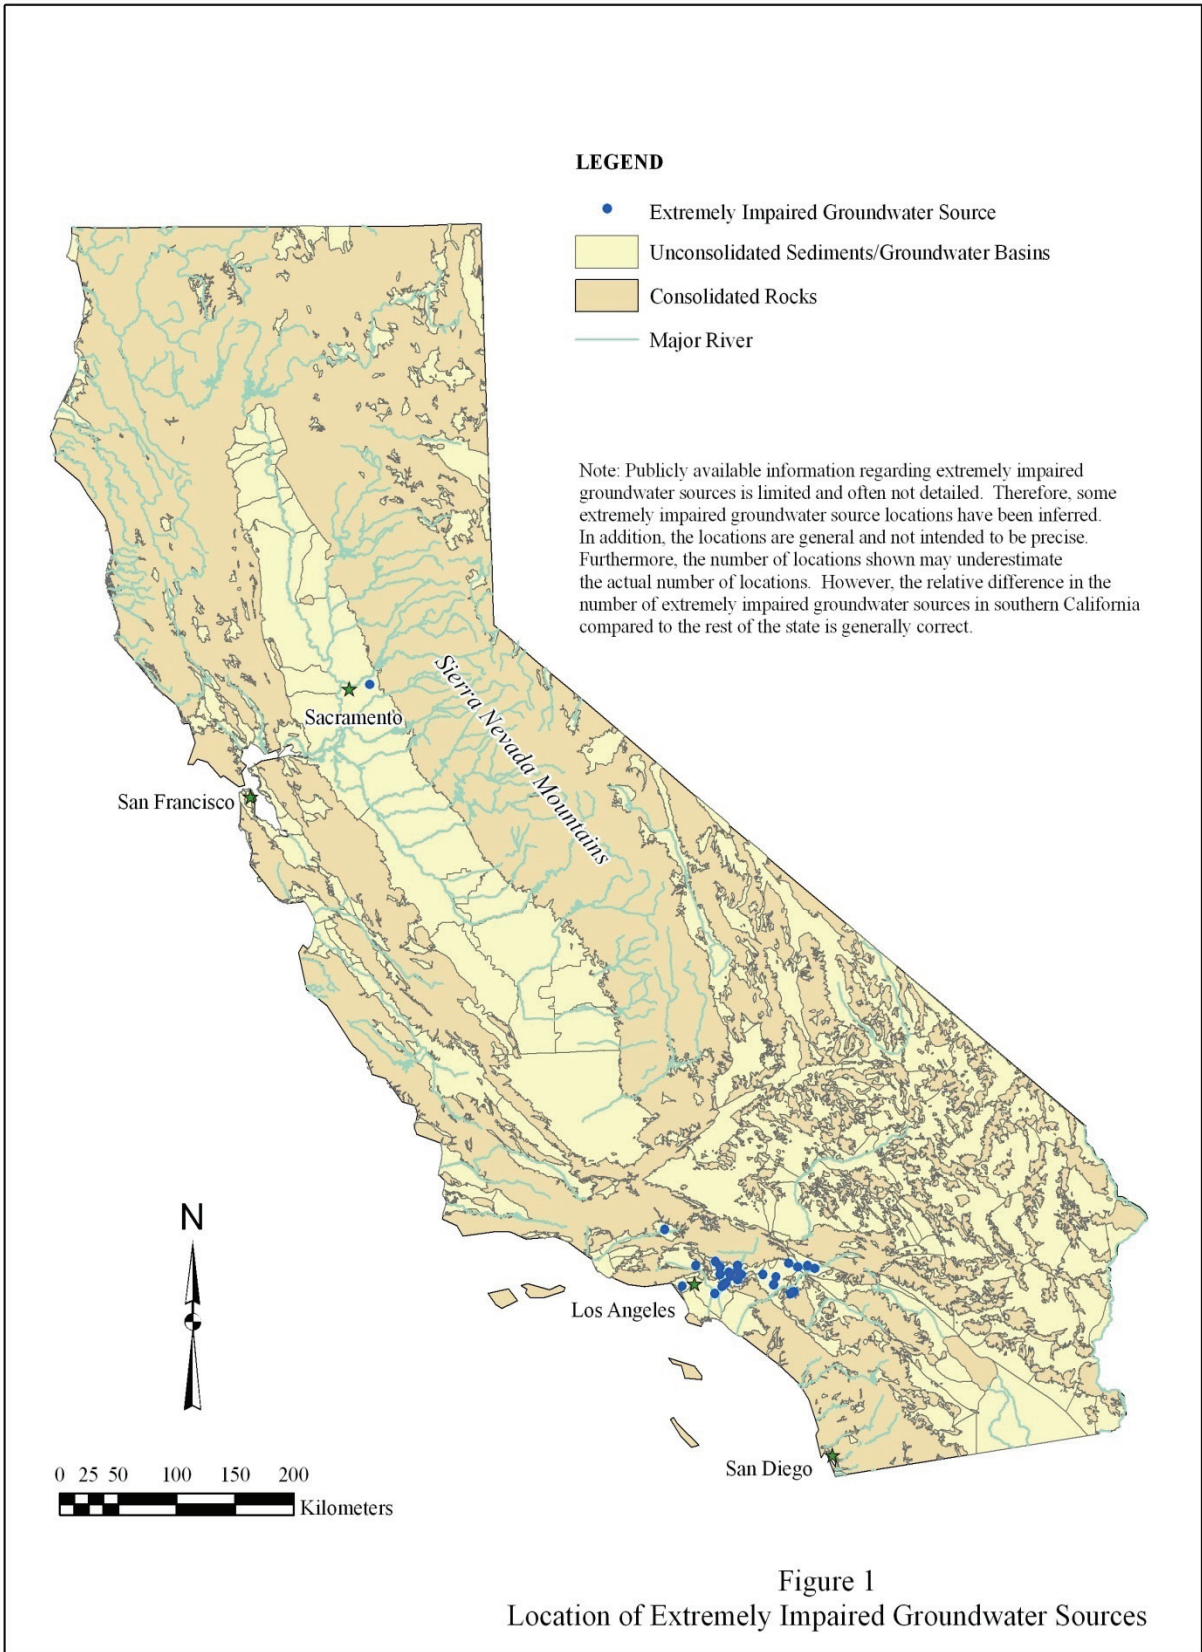 LEGEND
Extremely Impaired Groundwater Source
Unconsolidated Sediments/Groundwater Basins
Consolidated Rocks
Major River
Note: Publicly available information regarding extremely impaired
groundwater sources is limited and often not detailed. Therefore, some
extremely impaired groundwater source locations have been inferred.
In addition, the locations are general and not intended to be precise.
Furthermore, the number of locations shown may underestimate
the actual number of locations. However, the relative difference in the
number of extremely impaired groundwater sources in southern California
compared to the rest of the state is generally correct.
Sierra Nevada Mountains
Sacramento
San Francisco
N
Los Angeles
San Diego
0 25 50 100 150 200
Kilometers
Figure 1
Location of Extremely Impaired Groundwater Sources